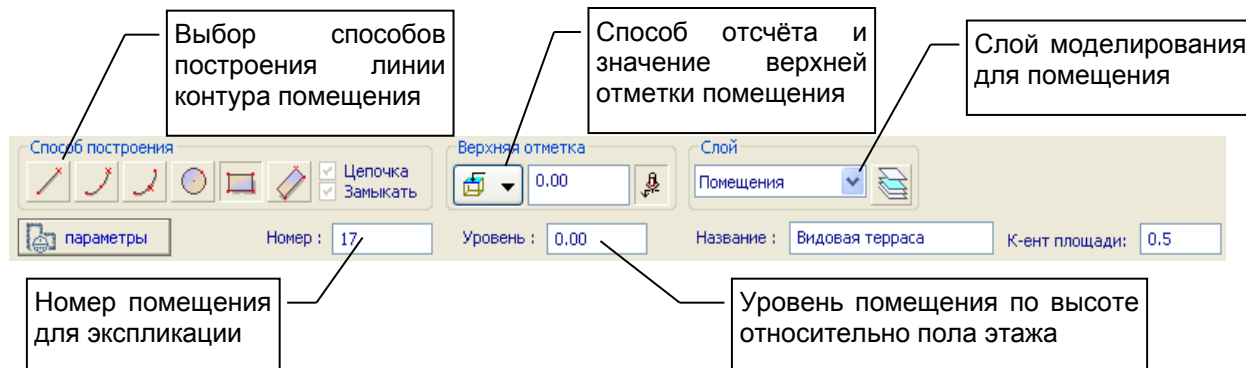 Выбор способов
построения линии
контура помещения
Способ отсчёта и
значение верхней
отметки помещения
Слой моделирования
для помещения
Способ построения
Цепочка
Замыкать
Верхняя отметка
0.00
Слой
Помещения
параметры
Номер :
17
Уровень :
0.00
Название :
Видовая терраса
К-ент площади:
0.5
Номер помещения
для экспликации
Уровень помещения по высоте
относительно пола этажа